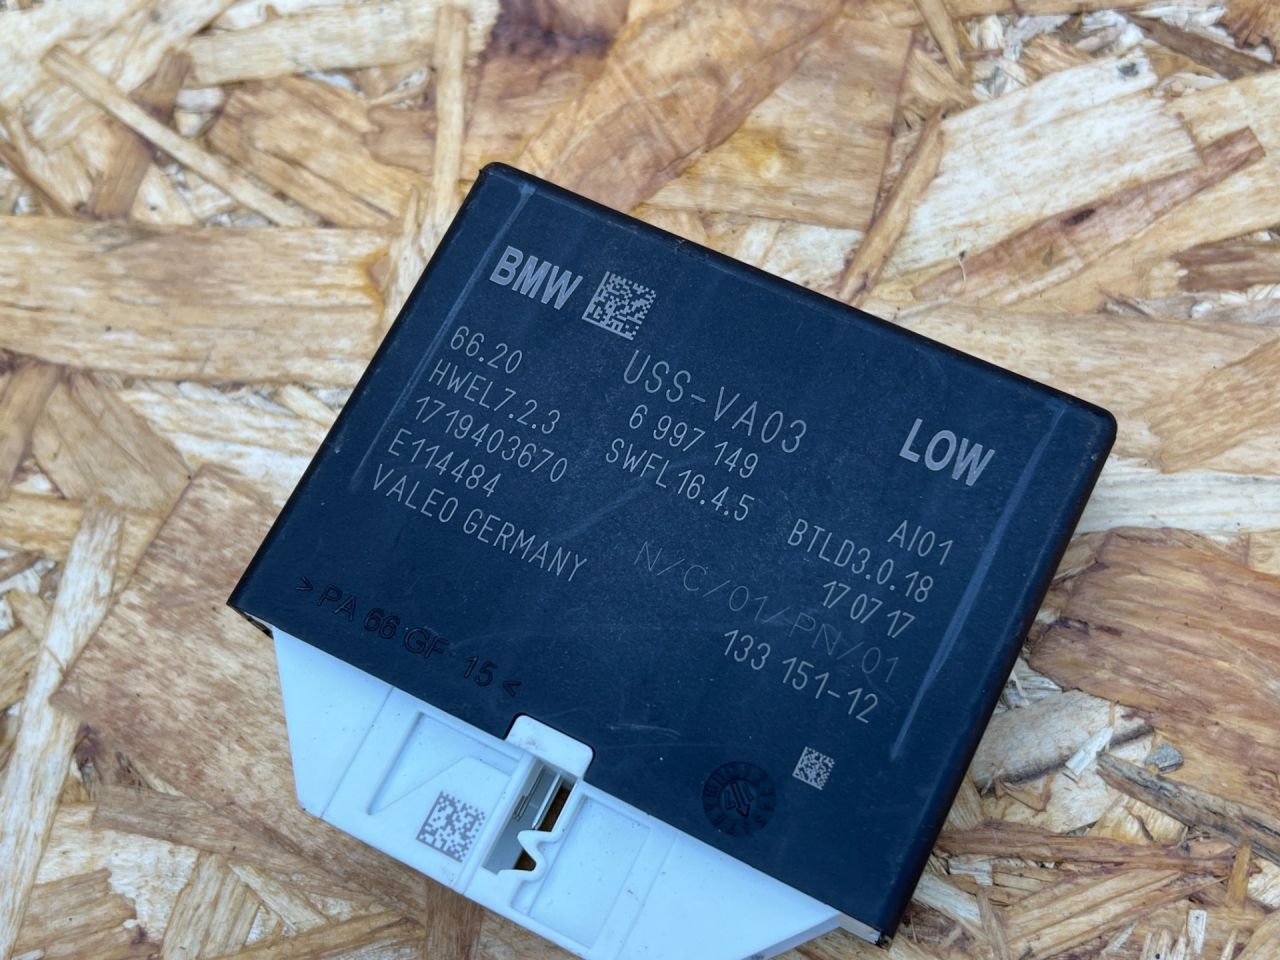 BMW
USS-VA03
LOW
66.20
6 997 149
AI01
HWEL7.2.3
SWFL16.4.5
BTLD3.0.18
1719403670
17 07 17
E114484
N/C/01/PN/01
VALEO GERMANY
133 151-12
>PA 66 GF 15<